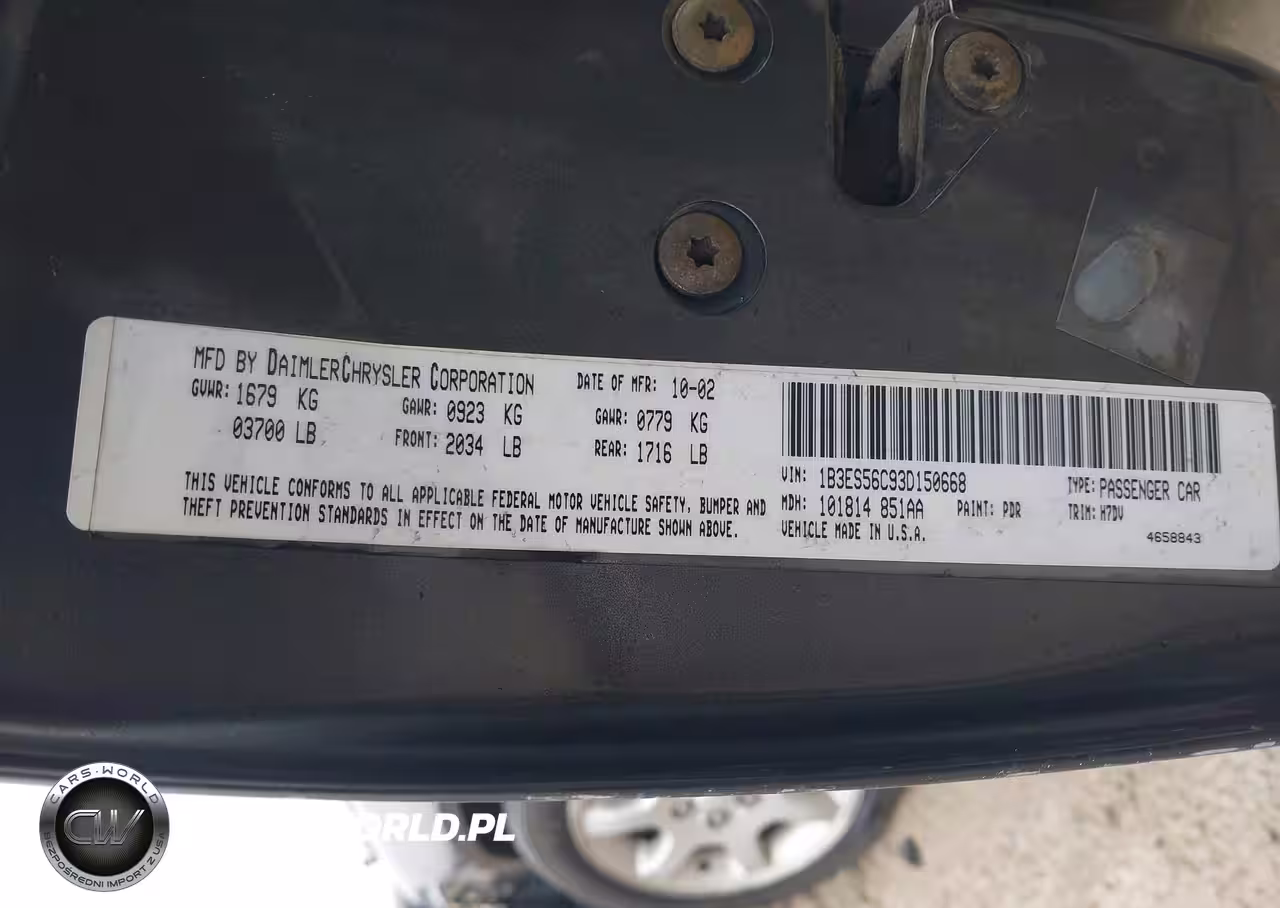 MFD BY DAIMLERCHRYSLER CORPORATION DATE OF MFR: 10-02
GVWR: 1679 KG GAWR: 0923 KG GAWR: 0779 KG
03700 LB FRONT: 2034 LB REAR: 1716 LB
THIS VEHICLE CONFORMS TO ALL APPLICABLE FEDERAL MOTOR VEHICLE SAFETY, BUMPER AND
THEFT PREVENTION STANDARDS IN EFFECT ON THE DATE OF MANUFACTURE SHOWN ABOVE.
VIN: 1B3ES56C93D150668 TYPE: PASSENGER CAR
MDH: 101814 851AA PAINT: PDR TRIM: H7DV
VEHICLE MADE IN U.S.A. 4658843
CARS-WORLD
CW
BEZPOŚREDNI IMPORT Z USA
ORLD.PL